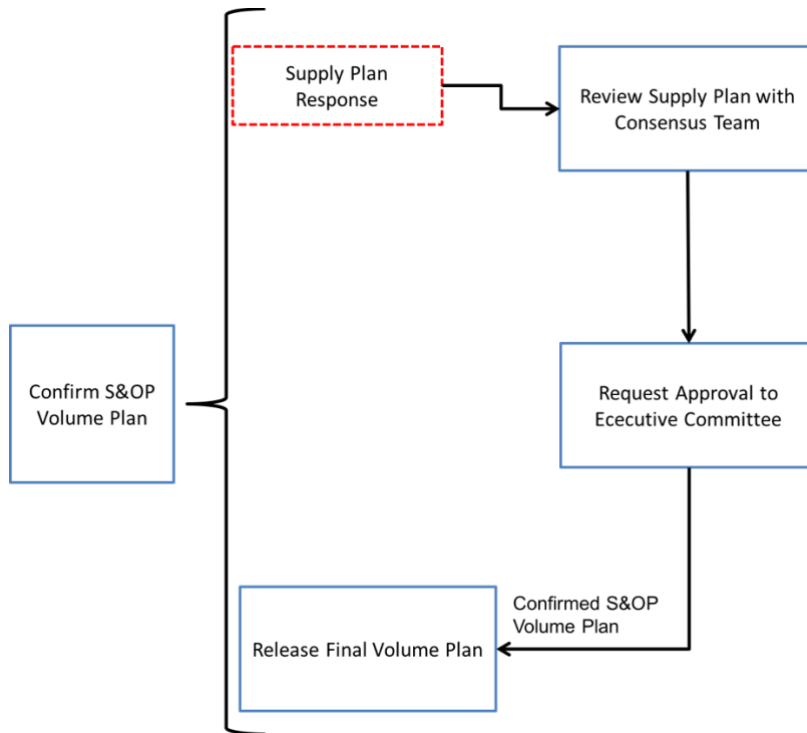 Supply Plan
Response
Review Supply Plan with
Consensus Team
Confirm S&OP
Volume Plan
Request Approval to
Ececutive Committee
Confirmed S&OP
Volume Plan
Release Final Volume Plan